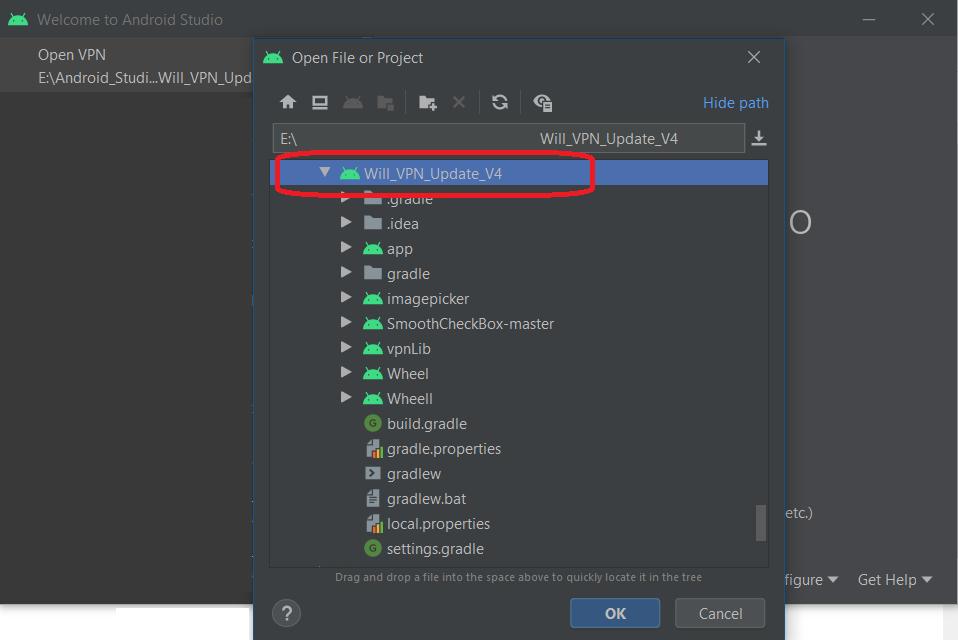 Welcome to Android Studio
Open VPN
E:\Android_Studi...Will_VPN_Upd
Open File or Project
Hide path
E:\ Will_VPN_Update_V4
Will_VPN_Update_V4
.gradle
.idea
app
gradle
imagepicker
SmoothCheckBox-master
vpnLib
Wheel
Wheell
G build.gradle
gradle.properties
gradlew
gradlew.bat
local.properties
G settings.gradle
Drag and drop a file into the space above to quickly locate it in the tree
? OK Cancel
o
etc.)
figure Get Help